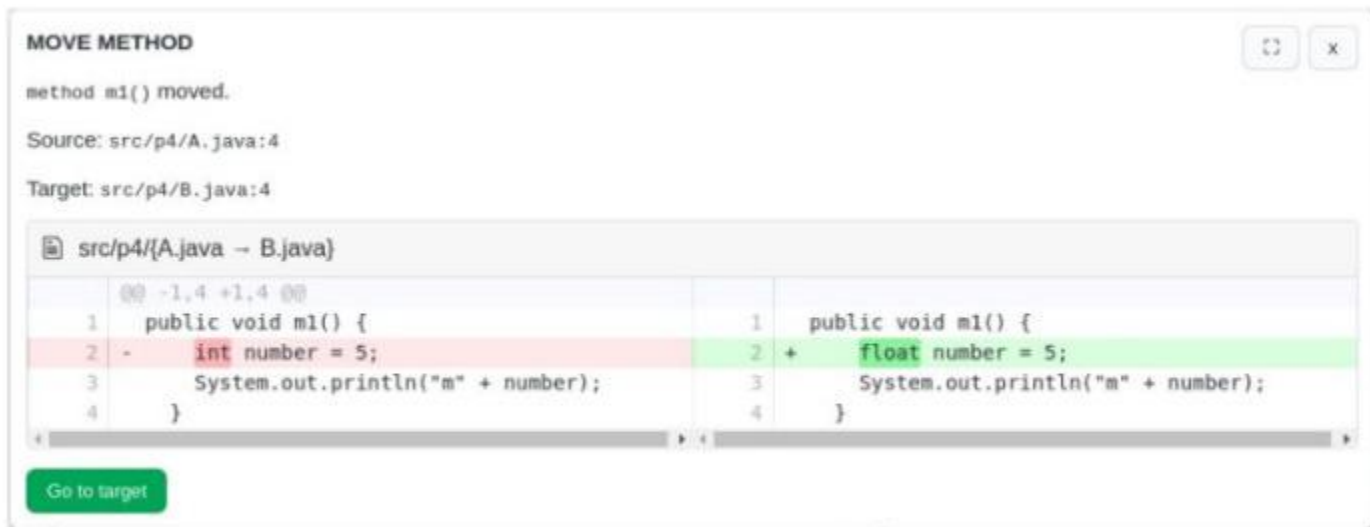 MOVE METHOD
x
method m1() moved.
Source: src/p4/A.java:4
Target: src/p4/B.java:4
src/p4/{A.java → B.java}
@@ -1,4 +1,4 @@
1 public void m1() {
2 - int number = 5;
3 System.out.println("m" + number);
4 }
1 public void m1() {
2 + float number = 5;
3 System.out.println("m" + number);
4 }
Go to target